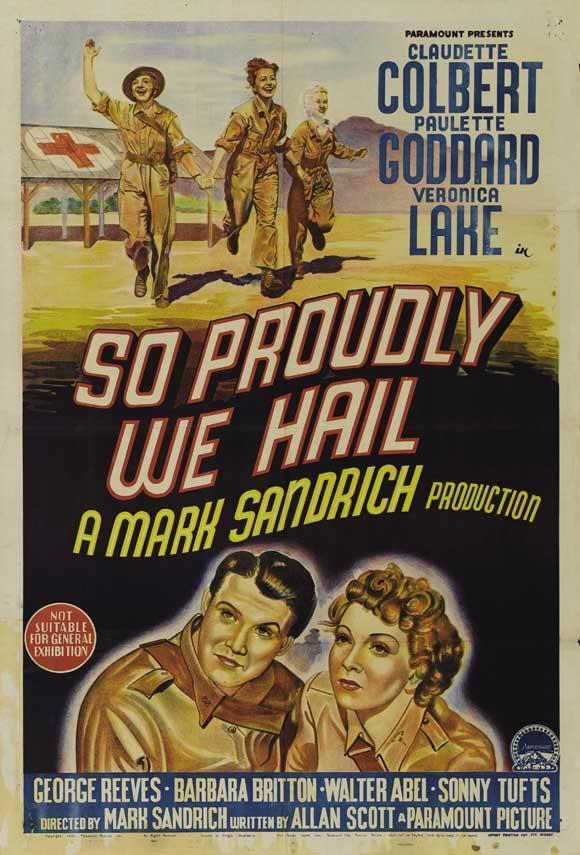 PARAMOUNT PRESENTS
CLAUDETTE
COLBERT
PAULETTE
GODDARD
VERONICA
LAKE in
SO PROUDLY
WE HAIL
A MARK SANDRICH PRODUCTION
NOT
SUITABLE
FOR GENERAL
EXHIBITION
Paramount
GEORGE REEVES · BARBARA BRITTON · WALTER ABEL · SONNY TUFTS
DIRECTED BY MARK SANDRICH WRITTEN BY ALLAN SCOTT A PARAMOUNT PICTURE